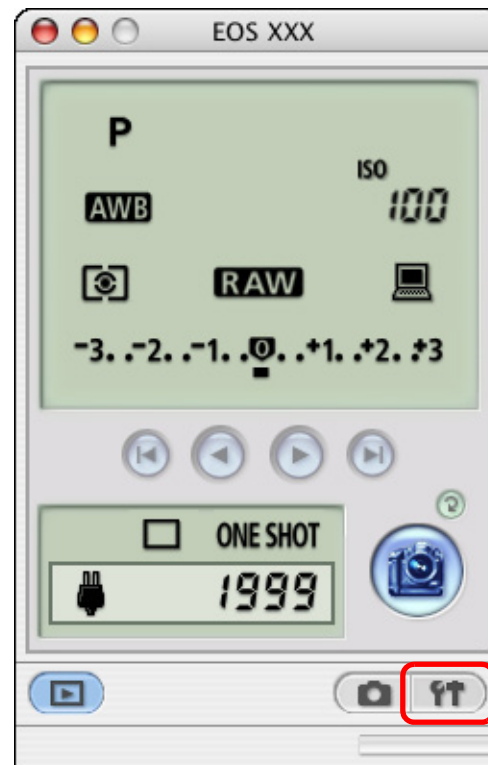 EOS XXX
P
ISO
AWB 100
RAW
-3. .-2. .-1. .0. .+1. .+2. .+3
ONE SHOT
1999